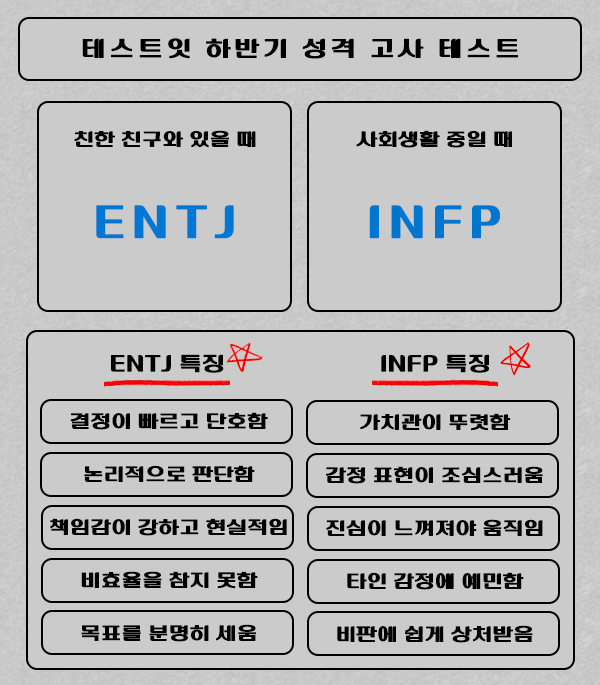 테스트잇 하반기 성격 고사 테스트
친한 친구와 있을 때
ENTJ
사회생활 중일 때
INFP
ENTJ 특징
결정이 빠르고 단호함
논리적으로 판단함
책임감이 강하고 현실적임
비효율을 참지 못함
목표를 분명히 세움
INFP 특징
가치관이 뚜렷함
감정 표현이 조심스러움
진심이 느껴져야 움직임
타인 감정에 예민함
비판에 쉽게 상처받음